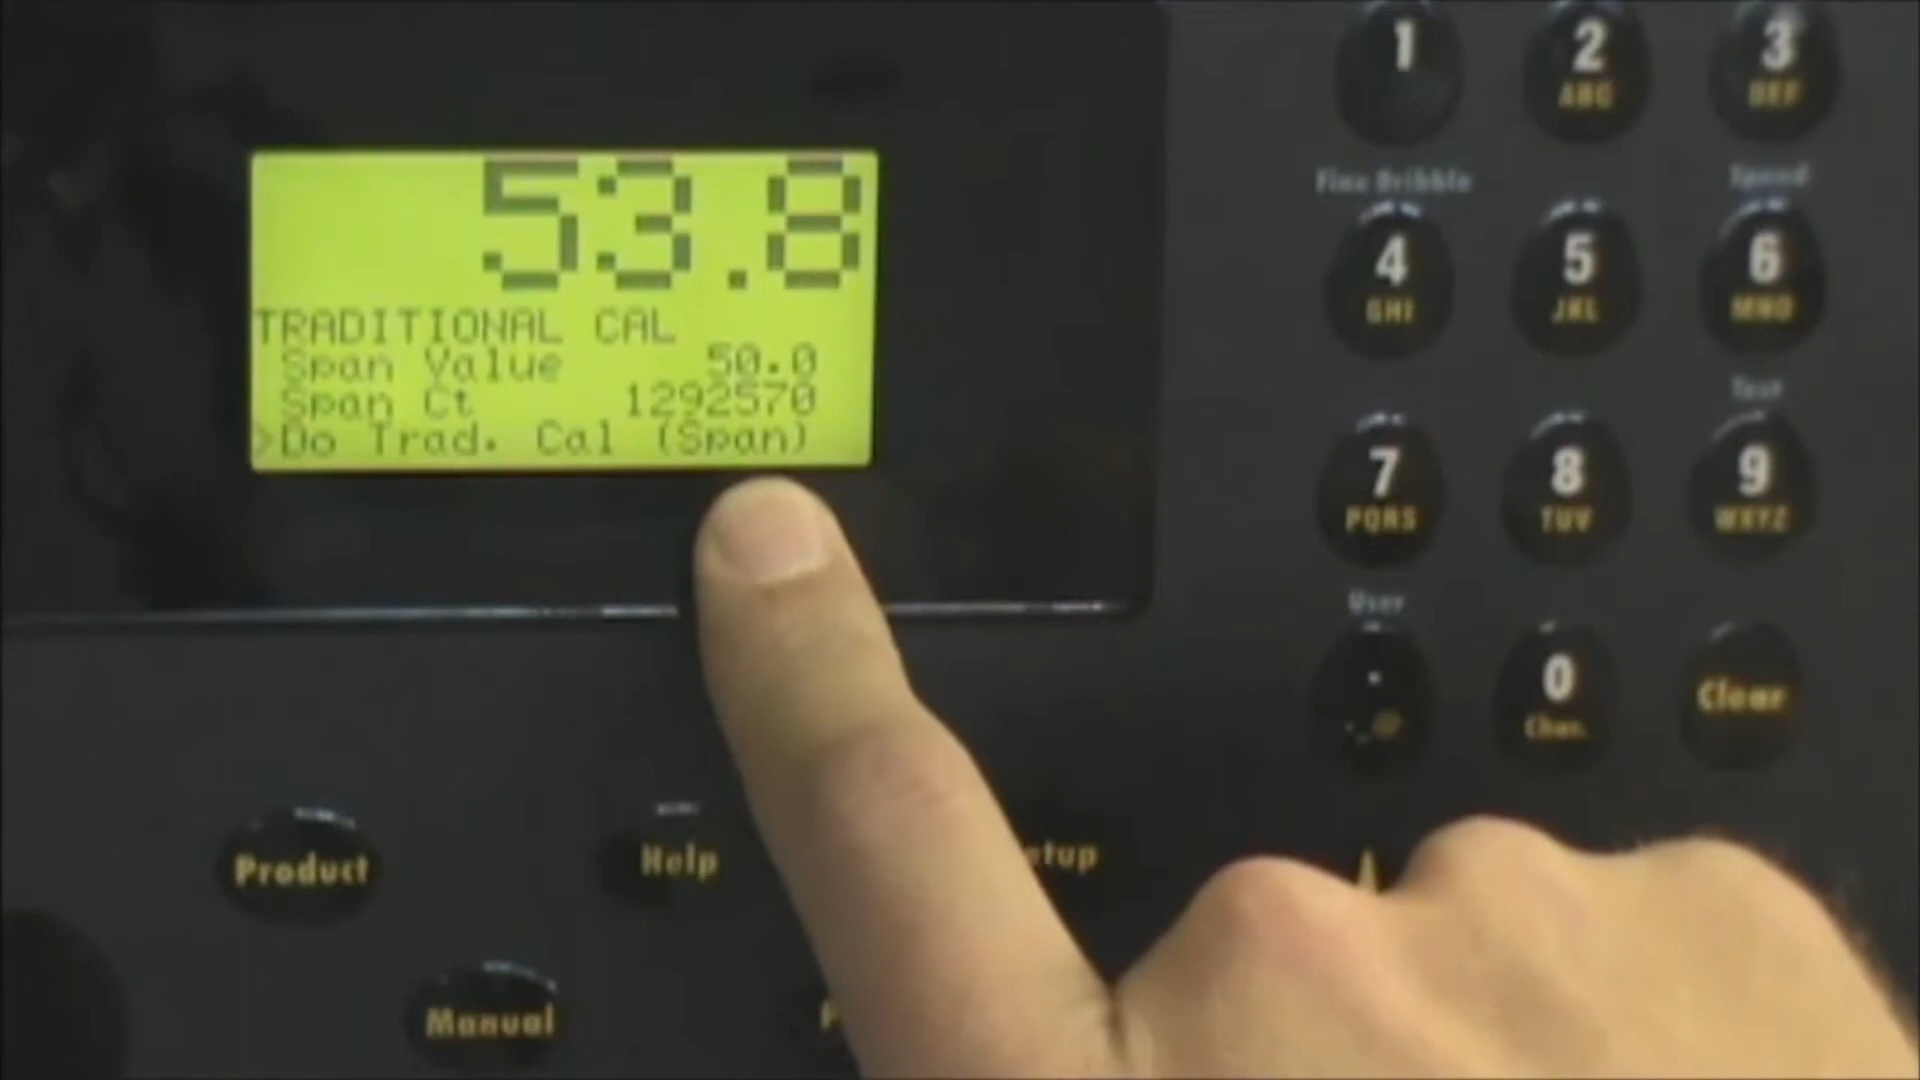 53.8
TRADITIONAL CAL
Span Value 50.0
Span Ct 1292570
>Do Trad. Cal (Span)
1
2 ABC
3 DEF
Fine Dribble
Speed
4 GHI
5 JKL
6 MNO
Test
7 PQRS
8 TUV
9 WXYZ
User
.
0
Clear
Product
Help
etup
Manual